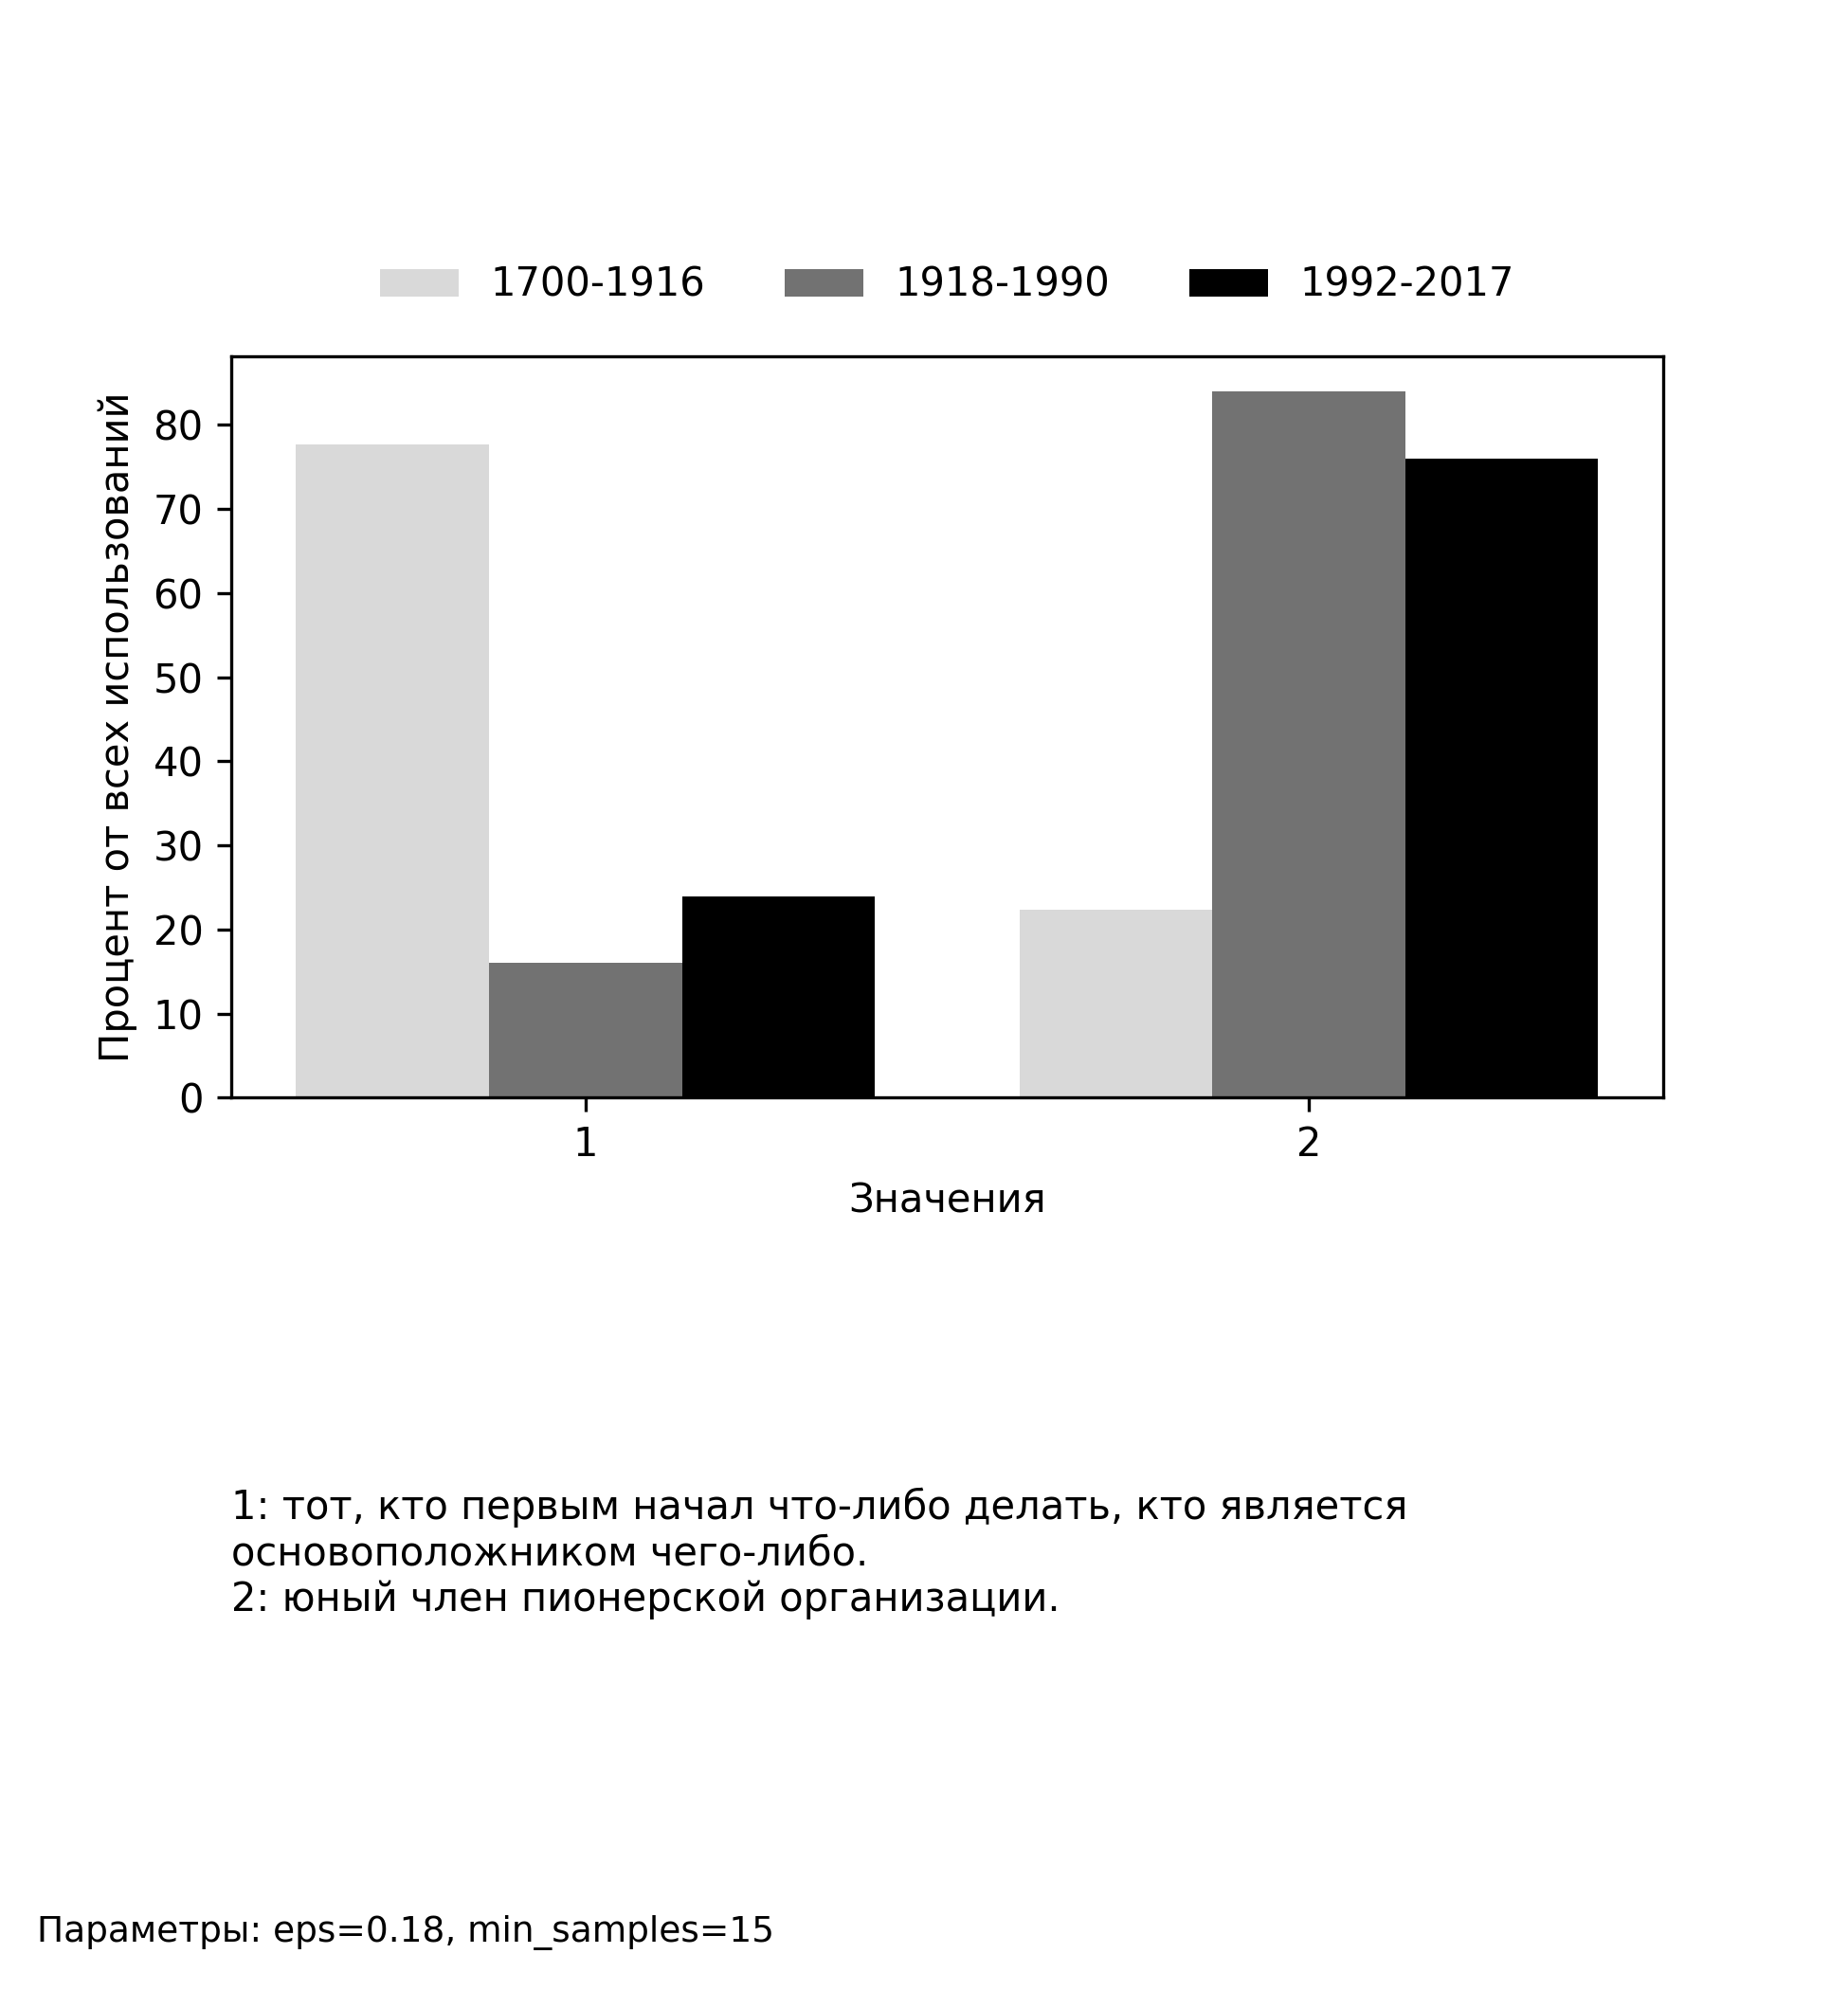 1700-1916 1918-1990 1992-2017
Процент от всех использований
80
70
60
50
40
30
20
10
0
1 2
Значения
1: тот, кто первым начал что-либо делать, кто является
основоположником чего-либо.
2: юный член пионерской организации.
Параметры: eps=0.18, min_samples=15